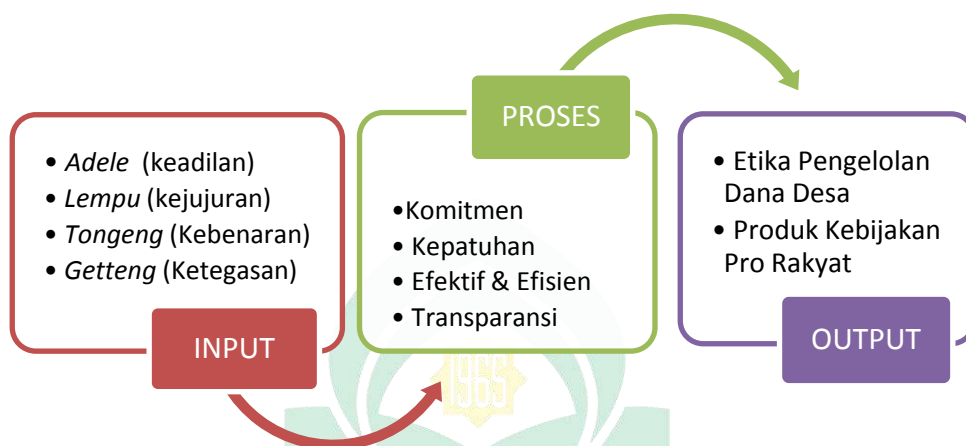 • Adele (keadilan)
• Lempu (kejujuran)
• Tongeng (Kebenaran)
• Getteng (Ketegasan)
INPUT
PROSES
•Komitmen
• Kepatuhan
• Efektif & Efisien
• Transparansi
• Etika Pengelolan
Dana Desa
• Produk Kebijakan
Pro Rakyat
OUTPUT
1965